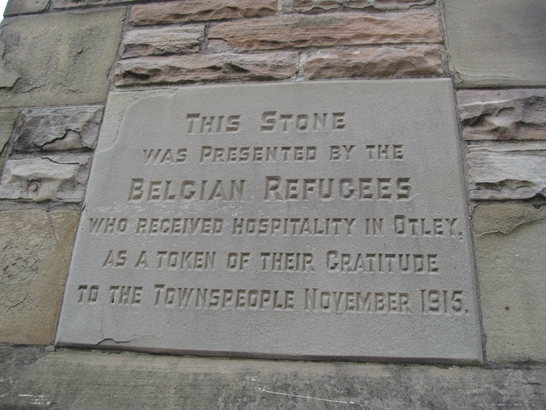 THIS STONE
WAS PRESENTED BY THE
BELGIAN REFUGEES
WHO RECEIVED HOSPITALITY IN OTLEY,
AS A TOKEN OF THEIR GRATITUDE
TO THE TOWNSPEOPLE NOVEMBER 1915.